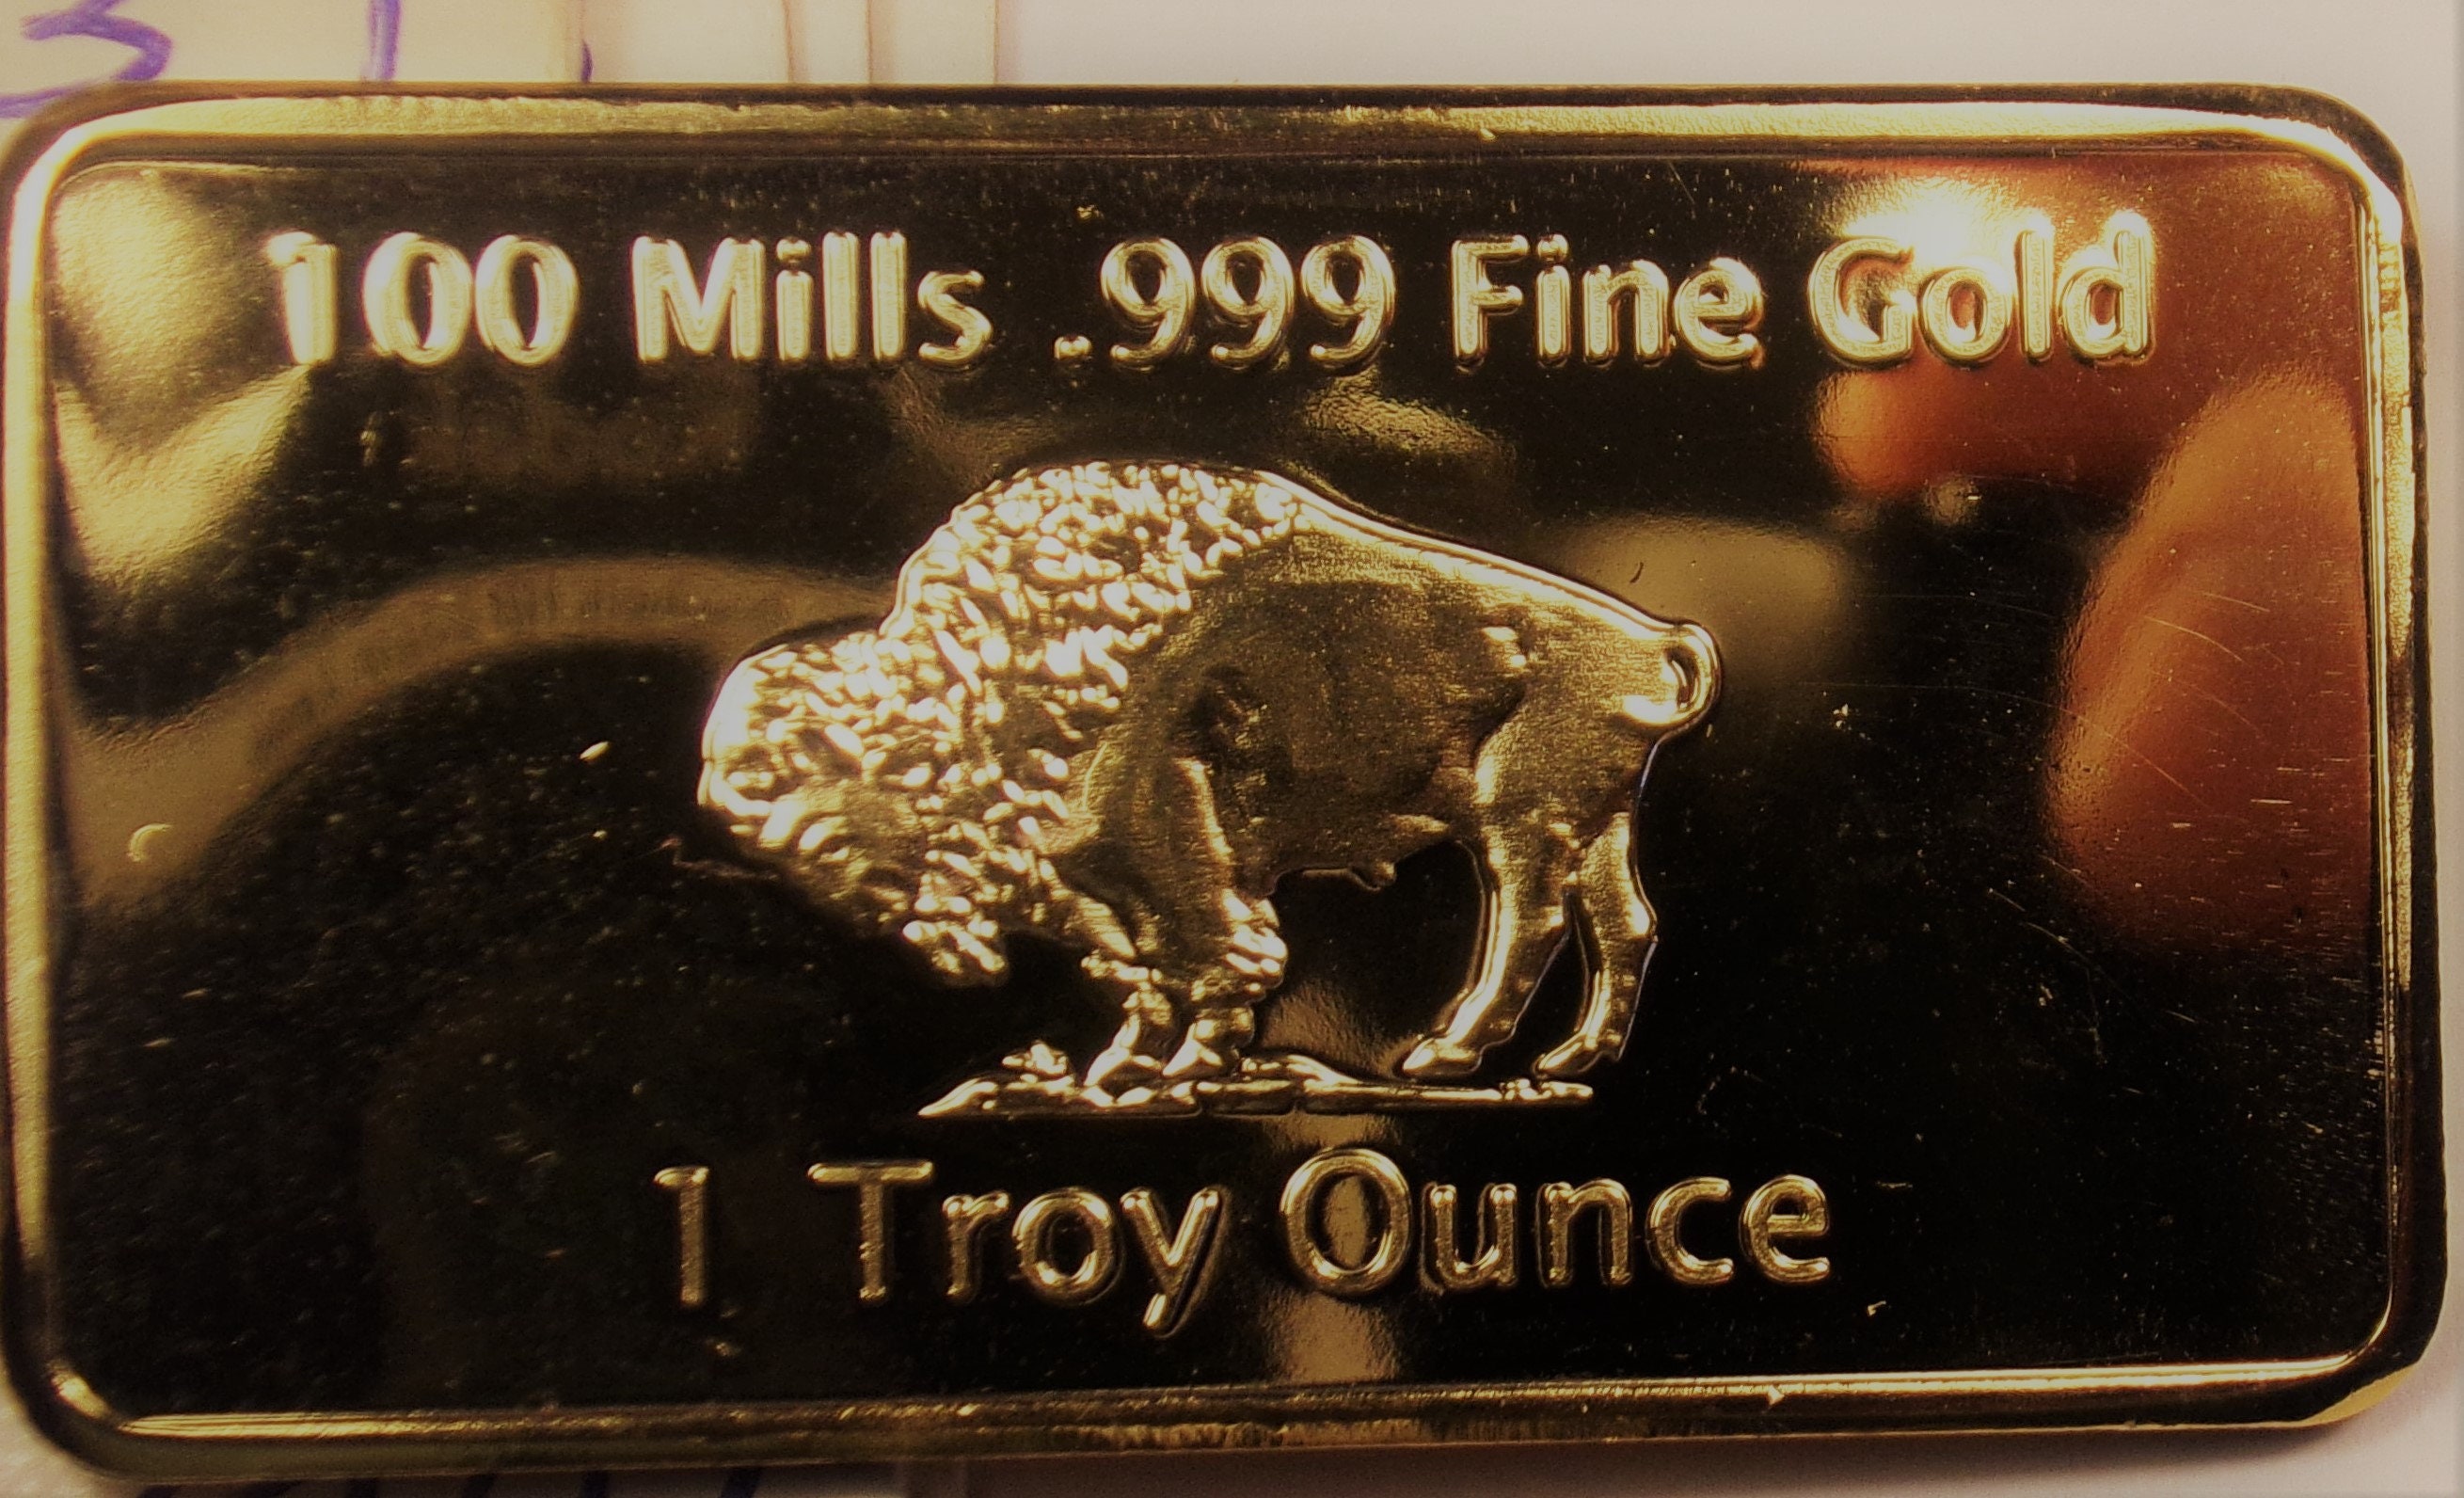 100 Mills .999 Fine Gold
1 Troy Ounce